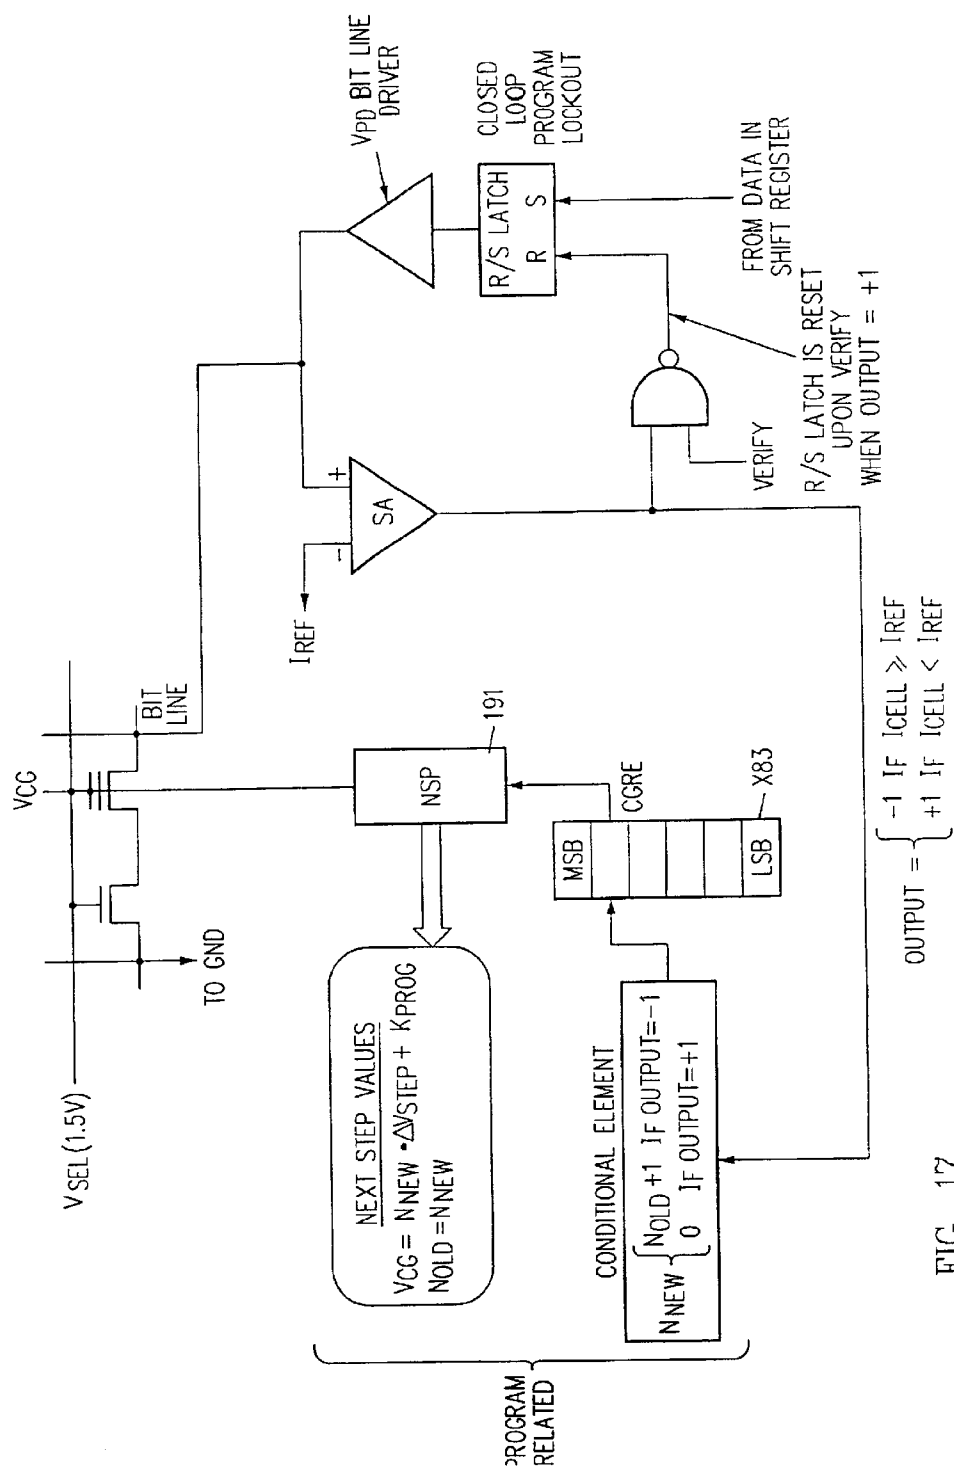 VSEL (1.5V)
VCG
TO GND
BIT
LINE
VPD BIT LINE
DRIVER
CLOSED
LOOP
PROGRAM
LOCKOUT
R/S LATCH
R S
FROM DATA IN
SHIFT REGISTER
R/S LATCH IS RESET
UPON VERIFY
WHEN OUTPUT = +1
VERIFY
IREF
- +
SA
NSP
191
CGRE
MSB
LSB
X83
NEXT STEP VALUES
VCG = NNEW • ΔVSTEP + KPROG
NOLD = NNEW
CONDITIONAL ELEMENT
NNEW { NOLD +1 IF OUTPUT=-1
0 IF OUTPUT=+1
PROGRAM
RELATED
OUTPUT = { -1 IF ICELL ⩾ IREF
+1 IF ICELL < IREF
FIG. 17